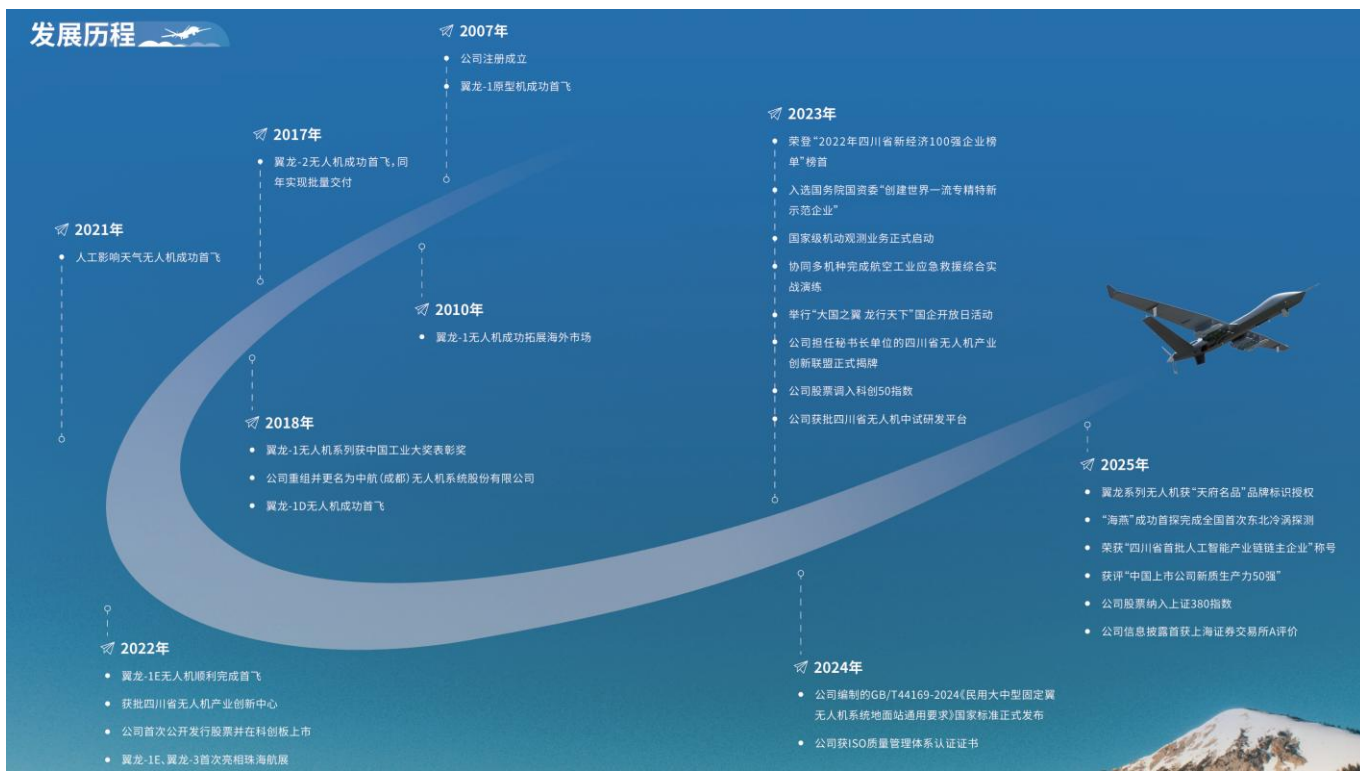 发展历程
2007年
公司注册成立
翼龙-1原型机成功首飞
2010年
翼龙-1无人机成功拓展海外市场
2017年
翼龙-2无人机成功首飞,同
年实现批量交付
2018年
翼龙-1无人机系列获中国工业大奖表彰奖
公司重组并更名为中航(成都)无人机系统股份有限公司
翼龙-1D无人机成功首飞
2021年
人工影响天气无人机成功首飞
2022年
翼龙-1E无人机顺利完成首飞
获批四川省无人机产业创新中心
公司首次公开发行股票并在科创板上市
翼龙-1E、翼龙-3首次亮相珠海航展
2023年
荣登“2022年四川省新经济100强企业榜
单”榜首
入选国务院国资委“创建世界一流专精特新
示范企业”
国家级机动观测业务正式启动
协同多机种完成航空工业应急救援综合实
战演练
举行“大国之翼 龙行天下”国企开放日活动
公司担任秘书长单位的四川省无人机产业
创新联盟正式揭牌
公司股票调入科创50指数
公司获批四川省无人机中试研发平台
2024年
公司编制的GB/T44169-2024《民用大中型固定翼
无人机系统地面站通用要求》国家标准正式发布
公司获ISO质量管理体系认证证书
2025年
翼龙系列无人机获“天府名品”品牌标识授权
“海燕”成功首探完成全国首次东北冷涡探测
荣获“四川省首批人工智能产业链链主企业”称号
获评“中国上市公司新质生产力50强”
公司股票纳入上证380指数
公司信息披露首获上海证券交易所A评价